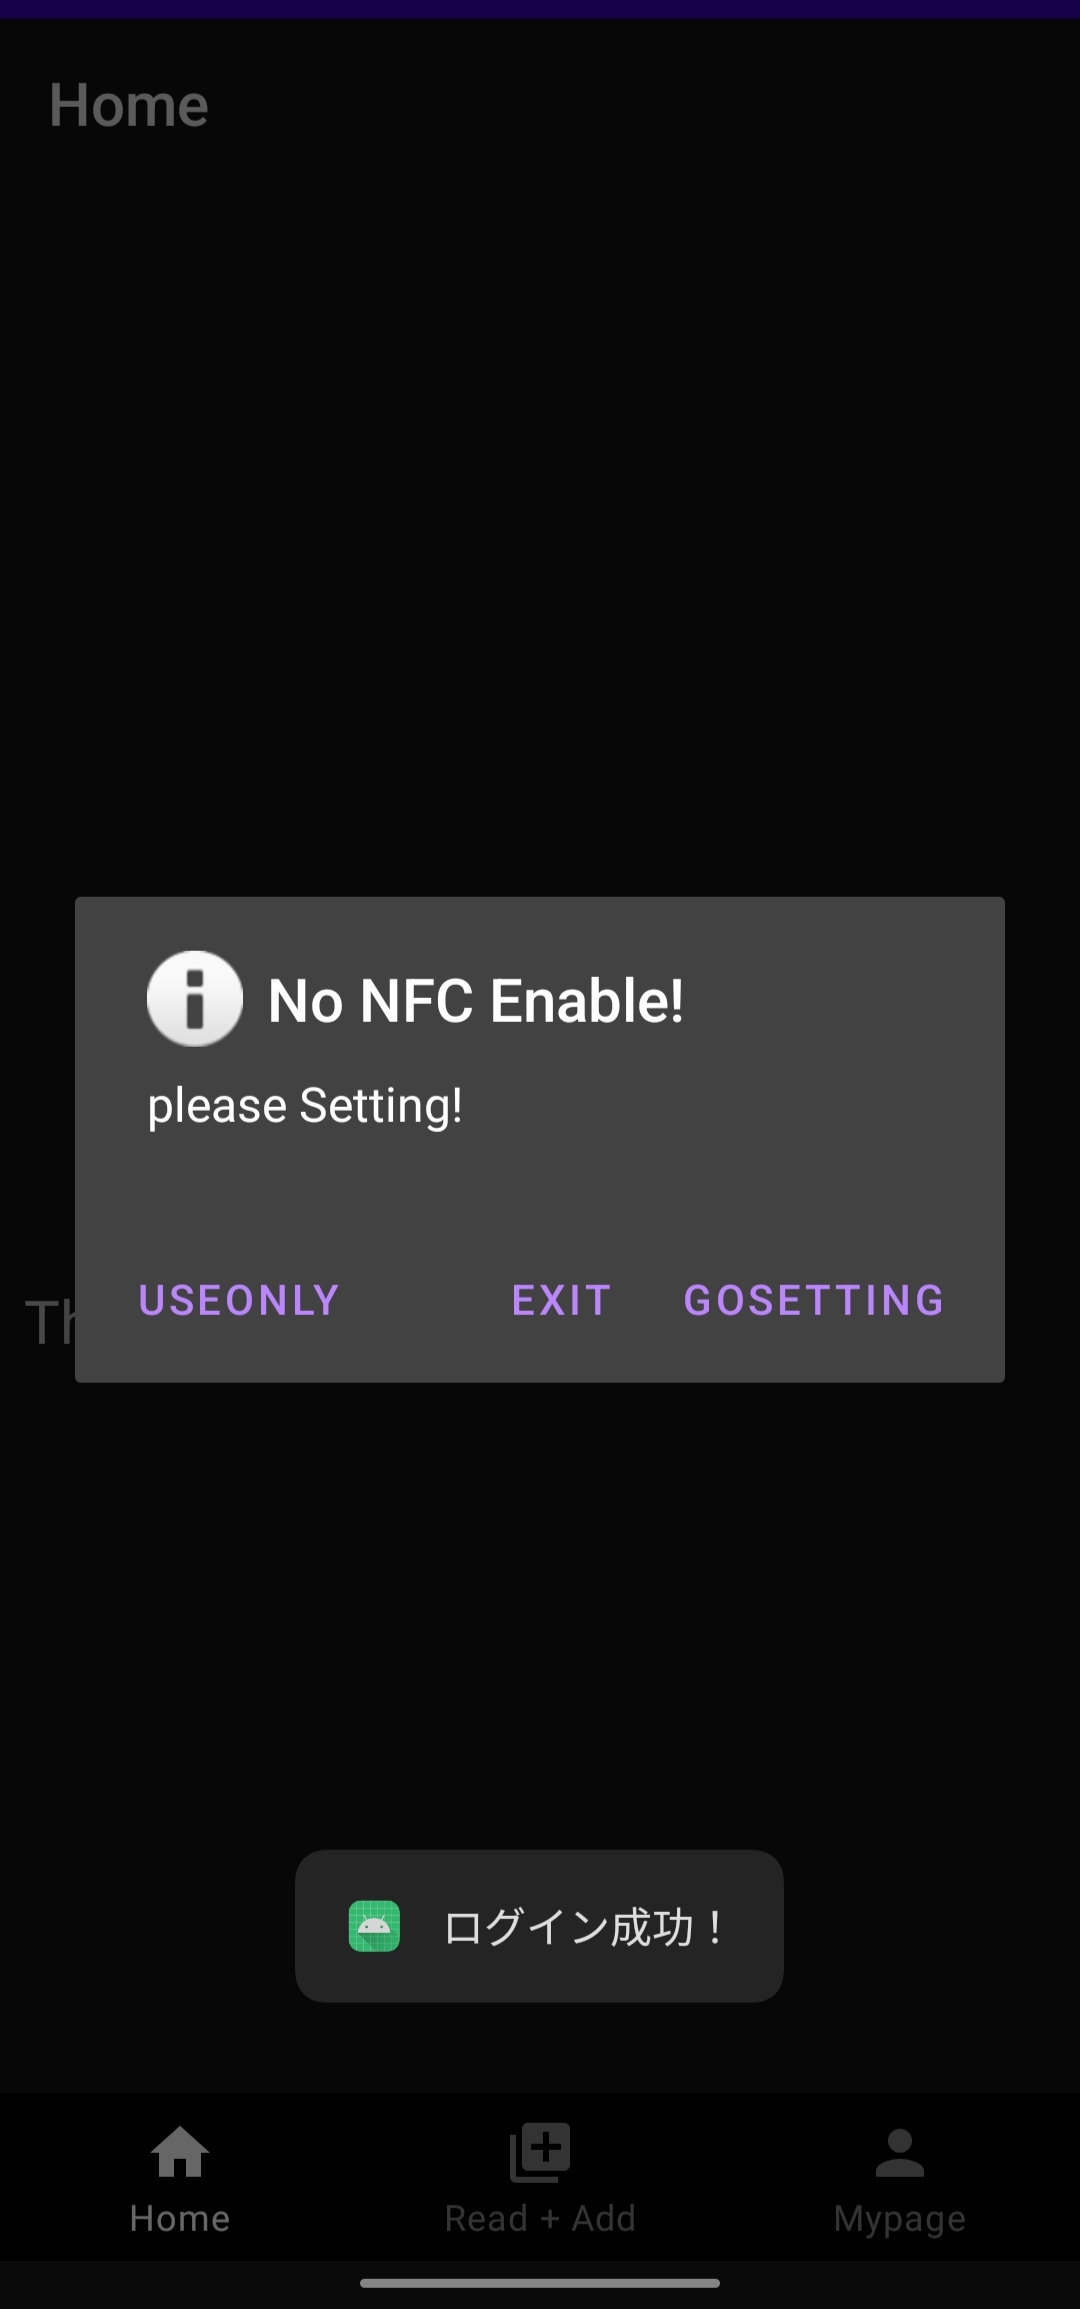 Home
No NFC Enable!
please Setting!
USEONLY EXIT GOSETTING
Th
ログイン成功！
Home Read + Add Mypage